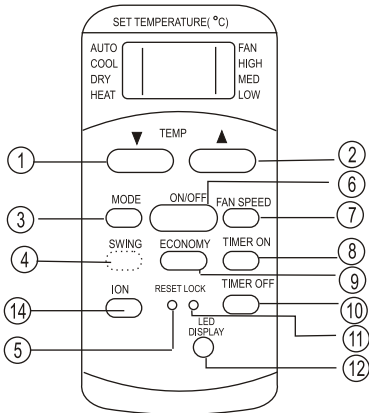 SET TEMPERATURE(°C)
AUTO
COOL
DRY
HEAT
FAN
HIGH
MED
LOW
▼ TEMP ▲
1
2
6
MODE
ON/OFF
FAN SPEED
3
7
SWING
ECONOMY
TIMER ON
4
8
9
ION
RESET LOCK
TIMER OFF
14
10
5
LED
DISPLAY
11
12